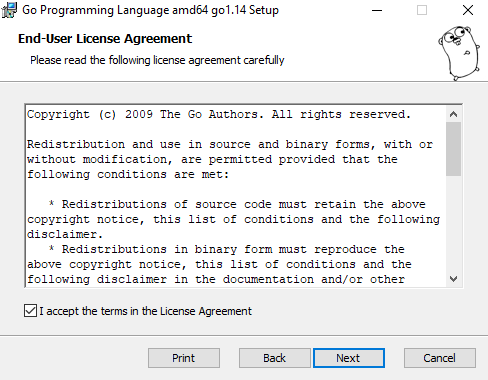 Go Programming Language amd64 go1.14 Setup
End-User License Agreement
Please read the following license agreement carefully
Copyright (c) 2009 The Go Authors. All rights reserved.
Redistribution and use in source and binary forms, with or
without modification, are permitted provided that the
following conditions are met:
* Redistributions of source code must retain the above
copyright notice, this list of conditions and the following
disclaimer.
* Redistributions in binary form must reproduce the
above copyright notice, this list of conditions and the
following disclaimer in the documentation and/or other
I accept the terms in the License Agreement
Print
Back
Next
Cancel